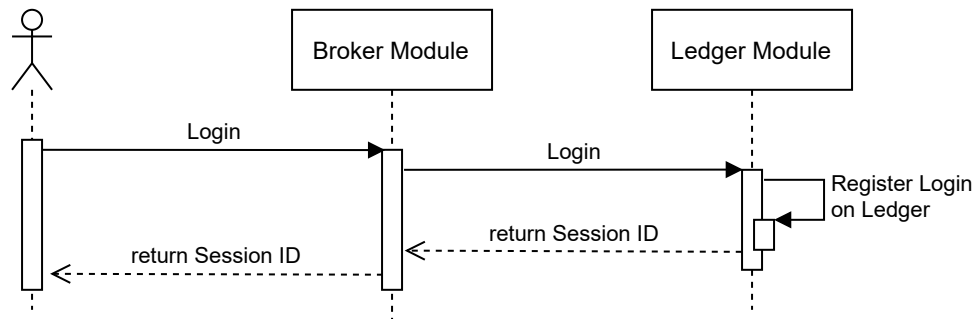 Broker Module
Ledger Module
Login
Login
Register Login
on Ledger
return Session ID
return Session ID